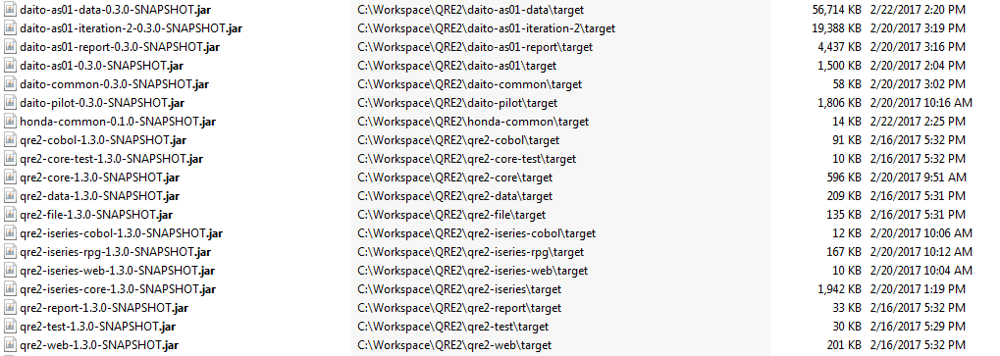 daito-as01-data-0.3.0-SNAPSHOT.jar C:\Workspace\QRE2\daito-as01-data\target 56,714 KB 2/22/2017 2:20 PM
daito-as01-iteration-2-0.3.0-SNAPSHOT.jar C:\Workspace\QRE2\daito-as01-iteration-2\target 19,388 KB 2/20/2017 3:19 PM
daito-as01-report-0.3.0-SNAPSHOT.jar C:\Workspace\QRE2\daito-as01-report\target 4,437 KB 2/20/2017 3:16 PM
daito-as01-0.3.0-SNAPSHOT.jar C:\Workspace\QRE2\daito-as01\target 1,500 KB 2/20/2017 2:04 PM
daito-common-0.3.0-SNAPSHOT.jar C:\Workspace\QRE2\daito-common\target 58 KB 2/20/2017 3:02 PM
daito-pilot-0.3.0-SNAPSHOT.jar C:\Workspace\QRE2\daito-pilot\target 1,806 KB 2/20/2017 10:16 AM
honda-common-0.1.0-SNAPSHOT.jar C:\Workspace\QRE2\honda-common\target 14 KB 2/22/2017 2:25 PM
qre2-cobol-1.3.0-SNAPSHOT.jar C:\Workspace\QRE2\qre2-cobol\target 91 KB 2/16/2017 5:32 PM
qre2-core-test-1.3.0-SNAPSHOT.jar C:\Workspace\QRE2\qre2-core-test\target 10 KB 2/16/2017 5:32 PM
qre2-core-1.3.0-SNAPSHOT.jar C:\Workspace\QRE2\qre2-core\target 596 KB 2/20/2017 9:51 AM
qre2-data-1.3.0-SNAPSHOT.jar C:\Workspace\QRE2\qre2-data\target 209 KB 2/16/2017 5:31 PM
qre2-file-1.3.0-SNAPSHOT.jar C:\Workspace\QRE2\qre2-file\target 135 KB 2/16/2017 5:31 PM
qre2-iseries-cobol-1.3.0-SNAPSHOT.jar C:\Workspace\QRE2\qre2-iseries-cobol\target 12 KB 2/20/2017 10:06 AM
qre2-iseries-rpg-1.3.0-SNAPSHOT.jar C:\Workspace\QRE2\qre2-iseries-rpg\target 167 KB 2/20/2017 10:12 AM
qre2-iseries-web-1.3.0-SNAPSHOT.jar C:\Workspace\QRE2\qre2-iseries-web\target 10 KB 2/20/2017 10:04 AM
qre2-iseries-core-1.3.0-SNAPSHOT.jar C:\Workspace\QRE2\qre2-iseries\target 1,942 KB 2/20/2017 1:19 PM
qre2-report-1.3.0-SNAPSHOT.jar C:\Workspace\QRE2\qre2-report\target 33 KB 2/16/2017 5:32 PM
qre2-test-1.3.0-SNAPSHOT.jar C:\Workspace\QRE2\qre2-test\target 30 KB 2/16/2017 5:29 PM
qre2-web-1.3.0-SNAPSHOT.jar C:\Workspace\QRE2\qre2-web\target 201 KB 2/16/2017 5:32 PM